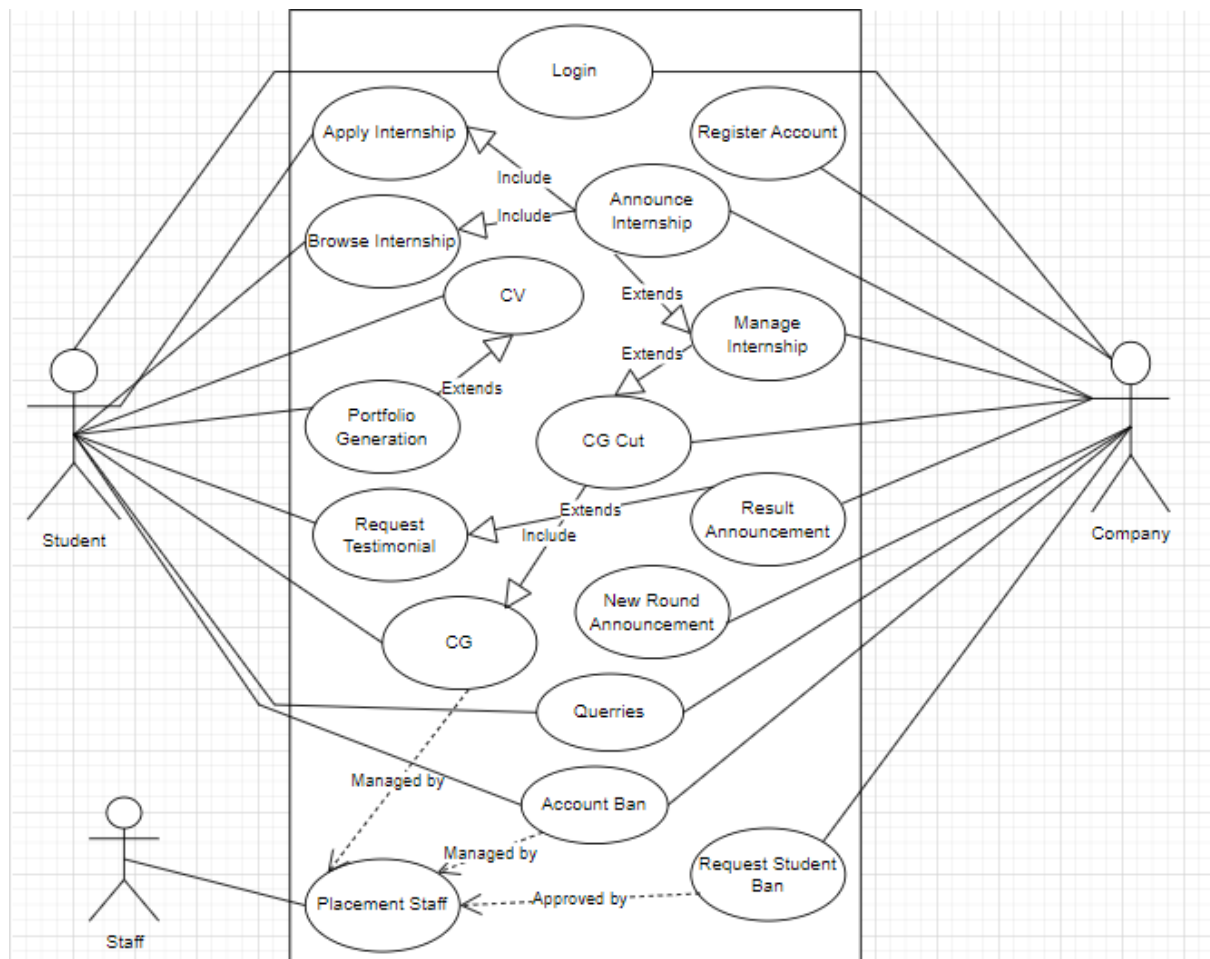 Login
Apply Internship
Register Account
Include
Announce
Internship
Include
Browse Internship
CV
Extends
Manage
Internship
Extends
Extends
Portfolio
Generation
CG Cut
Extends
Result
Announcement
Request
Testimonial
Include
Student
Company
New Round
Announcement
CG
Querries
Managed by
Account Ban
Managed by
Request Student
Ban
Placement Staff
Approved by
Staff